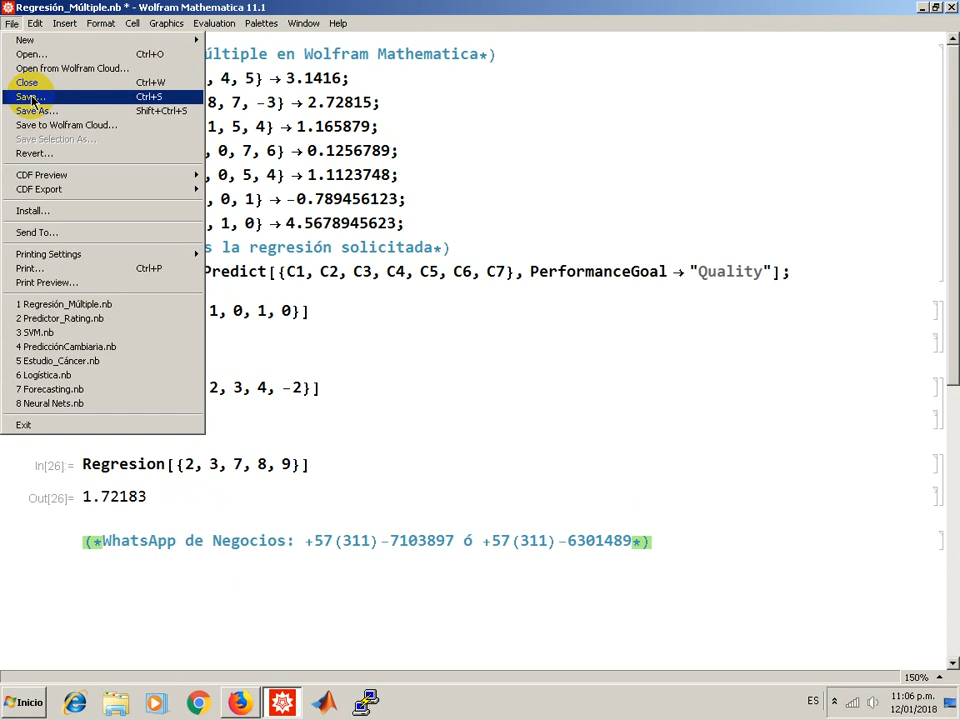 Regresión_Múltiple.nb * - Wolfram Mathematica 11.1
File Edit Insert Format Cell Graphics Evaluation Palettes Window Help
New
Open... Ctrl+O
Open from Wolfram Cloud...
Close Ctrl+W
Save... Ctrl+S
Save As... Shift+Ctrl+S
Save to Wolfram Cloud...
Save Selection As...
Revert...
CDF Preview
CDF Export
Install...
Send To...
Printing Settings
Print... Ctrl+P
Print Preview...
1 Regresión_Múltiple.nb
2 Predictor_Rating.nb
3 SVM.nb
4 PredicciónCambiaria.nb
5 Estudio_Cáncer.nb
6 Logística.nb
7 Forecasting.nb
8 Neural Nets.nb
Exit
últiple en Wolfram Mathematica*)
, 4, 5} → 3.1416;
8, 7, -3} → 2.72815;
1, 5, 4} → 1.165879;
, 0, 7, 6} → 0.1256789;
, 0, 5, 4} → 1.1123748;
, 0, 1} → -0.789456123;
, 1, 0} → 4.5678945623;
s la regresión solicitada*)
Predict[{C1, C2, C3, C4, C5, C6, C7}, PerformanceGoal → "Quality"];
1, 0, 1, 0}]
2, 3, 4, -2}]
In[26]:= Regresion[{2, 3, 7, 8, 9}]
Out[26]= 1.72183
(*WhatsApp de Negocios: +57(311)-7103897 ó +57(311)-6301489*)
150%
Inicio
ES
11:06 p.m.
12/01/2018